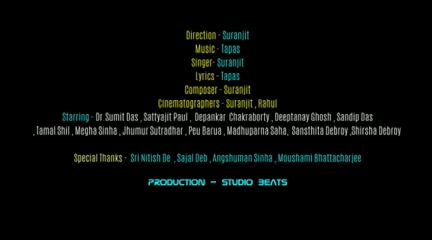 Direction - Suranjit
Music - Tapas
Singer- Suranjit
Lyrics - Tapas
Composer - Suranjit
Cinematographers - Suranjit , Rahul
Starring - Dr Sumit Das , Sattyajit Paul , Depankar Chakraborty , Deeptanay Ghosh , Sandip Das
, Tamal Shil , Megha Sinha , Jhumur Sutradhar , Peu Barua , Madhuparna Saha, Sansthita Debroy ,Shirsha Debroy
Special Thanks - Sri Nitish De , Sajal Deb , Angshuman Sinha , Moushami Bhattacharjee
PRODUCTION - STUDIO BEATS